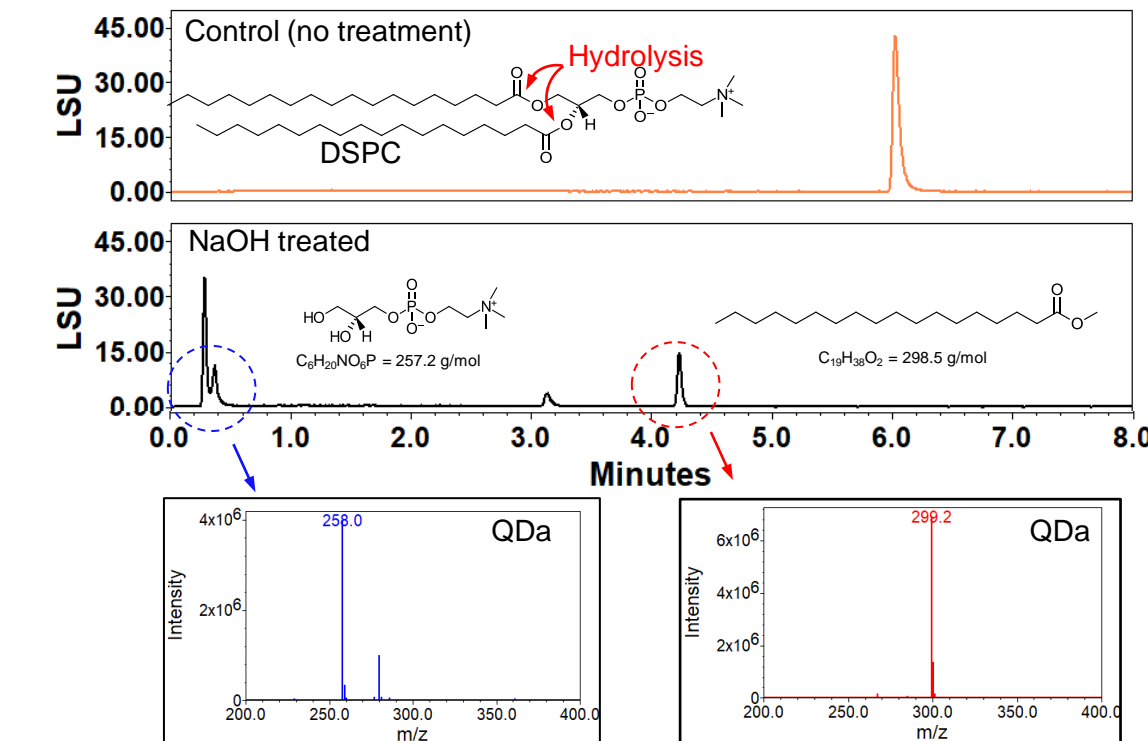 Control (no treatment)
Hydrolysis
DSPC
O
O
O
O
O
P
O
O
O−
N+
H
LSU
45.00
30.00
15.00
0.00
NaOH treated
HO
HO
H
O
P
O
O
O−
N+
C6H20NO6P = 257.2 g/mol
O
O
C19H38O2 = 298.5 g/mol
LSU
45.00
30.00
15.00
0.00
0.0 1.0 2.0 3.0 4.0 5.0 6.0 7.0 8.0
Minutes
258.0
QDa
Intensity
4x10^6
2x10^6
0
200.0 250.0 300.0 350.0 400.0
m/z
299.2
QDa
Intensity
6x10^6
4x10^6
2x10^6
0
200.0 250.0 300.0 350.0 400.0
m/z